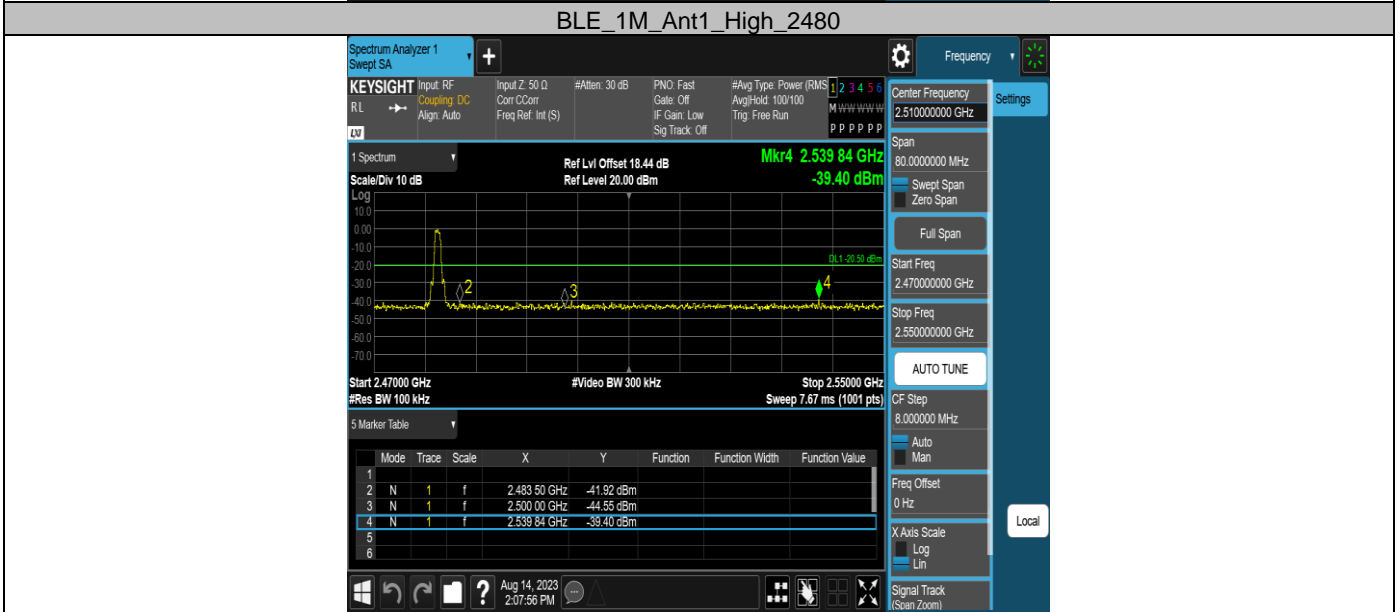 BLE_1M_Ant1_High_2480
Spectrum Analyzer 1
Swept SA
+
Frequency
KEYSIGHT
RL
LXI
Input: RF
Coupling: DC
Align: Auto
Input Z: 50 Ω
Corr CCorr
Freq Ref: Int (S)
#Atten: 30 dB
PNO: Fast
Gate: Off
IF Gain: Low
Sig Track: Off
#Avg Type: Power (RMS
Avg|Hold: 100/100
Trig: Free Run
1 2 3 4 5 6
M W W W W W
P P P P P P
1 Spectrum
Scale/Div 10 dB
Ref Lvl Offset 18.44 dB
Ref Level 20.00 dBm
Mkr4 2.539 84 GHz
-39.40 dBm
Log
10.0
0.00
-10.0
-20.0
-30.0
-40.0
-50.0
-60.0
-70.0
DL1 -20.50 dBm
2
3
4
Start 2.47000 GHz
#Video BW 300 kHz
Stop 2.55000 GHz
#Res BW 100 kHz
Sweep 7.67 ms (1001 pts)
5 Marker Table
Mode Trace Scale X Y Function Function Width Function Value
1
2 N 1 f 2.483 50 GHz -41.92 dBm
3 N 1 f 2.500 00 GHz -44.55 dBm
4 N 1 f 2.539 84 GHz -39.40 dBm
5
6
Center Frequency
2.510000000 GHz
Settings
Span
80.0000000 MHz
Swept Span
Zero Span
Full Span
Start Freq
2.470000000 GHz
Stop Freq
2.550000000 GHz
AUTO TUNE
CF Step
8.000000 MHz
Auto
Man
Freq Offset
0 Hz
X Axis Scale
Log
Lin
Local
Signal Track
(Span Zoom)
?
Aug 14, 2023
2:07:56 PM